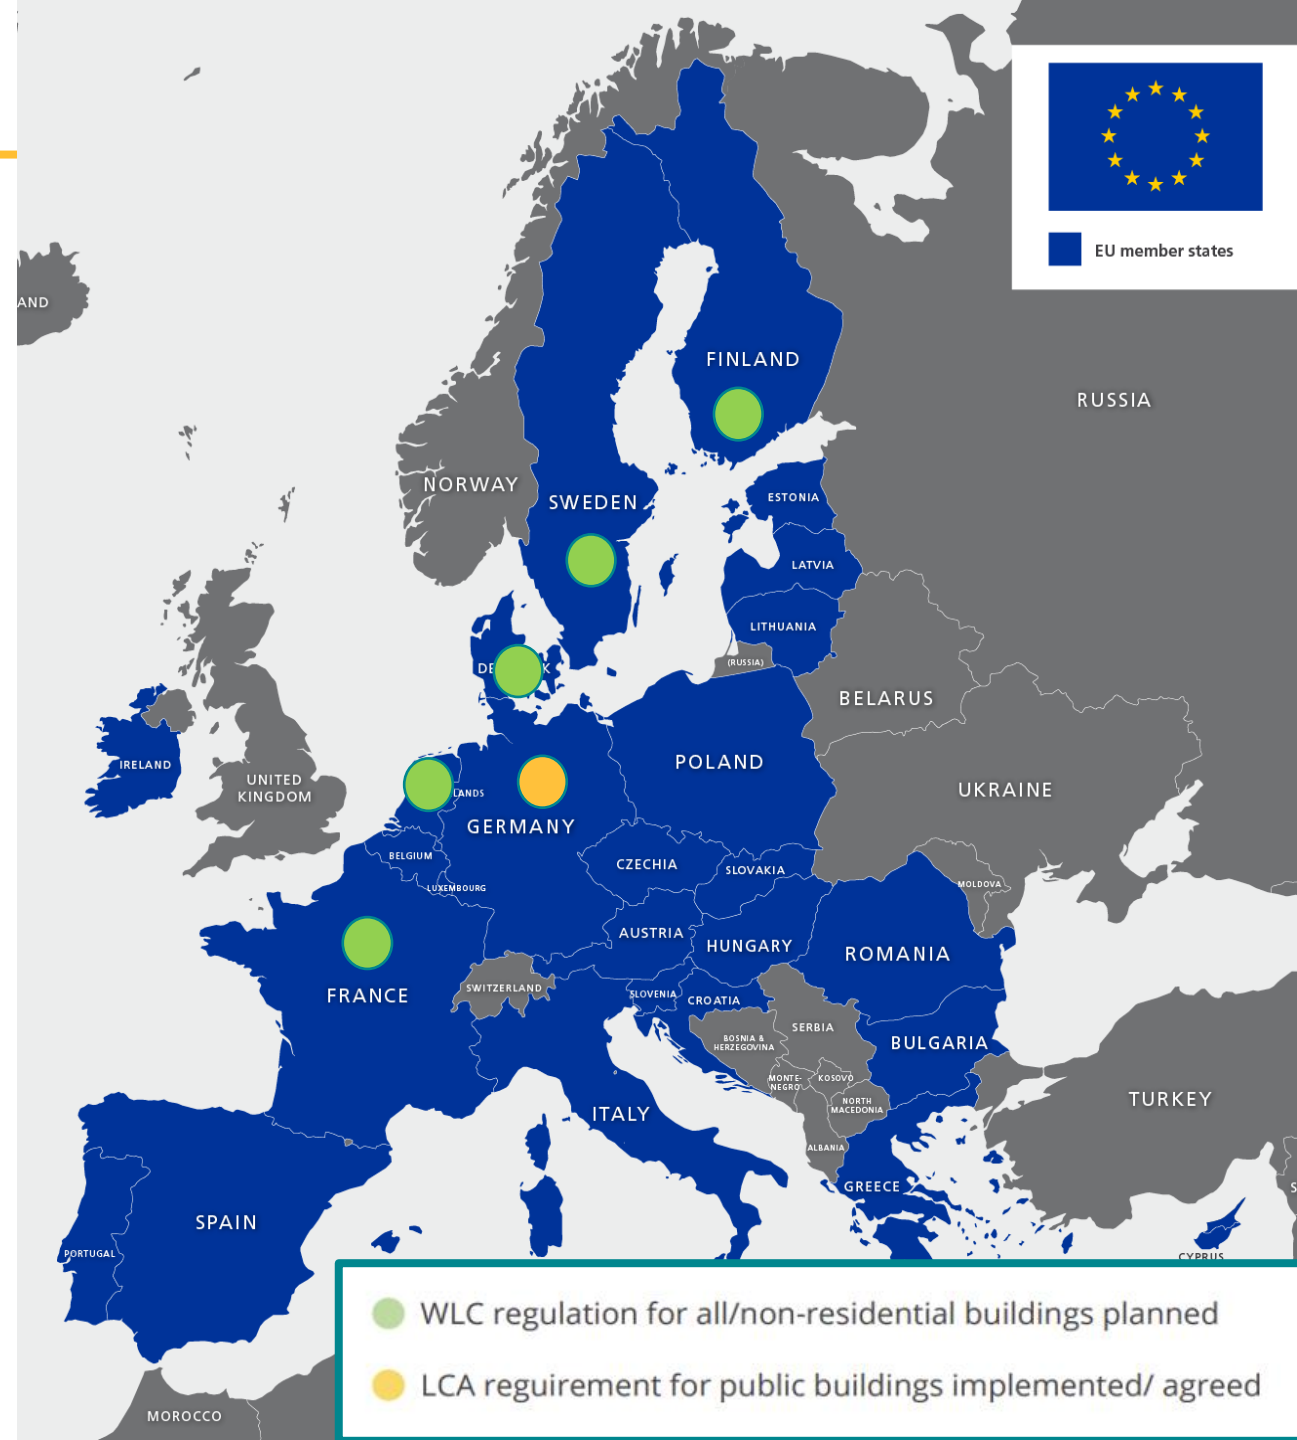 EU member states
AND
FINLAND
RUSSIA
NORWAY
SWEDEN
ESTONIA
LATVIA
LITHUANIA
(RUSSIA)
DE K
BELARUS
IRELAND
UNITED
KINGDOM
LANDS
POLAND
UKRAINE
GERMANY
BELGIUM
LUXEMBOURG
CZECHIA
SLOVAKIA
MOLDOVA
AUSTRIA
HUNGARY
ROMANIA
FRANCE
SWITZERLAND
SLOVENIA
CROATIA
BOSNIA &
HERZEGOVINA
SERBIA
BULGARIA
MONTE-
NEGRO
KOSOVO
NORTH
MACEDONIA
ITALY
ALBANIA
TURKEY
GREECE
S
SPAIN
PORTUGAL
CYPRUS
WLC regulation for all/non-residential buildings planned
LCA reguirement for public buildings implemented/ agreed
MOROCCO